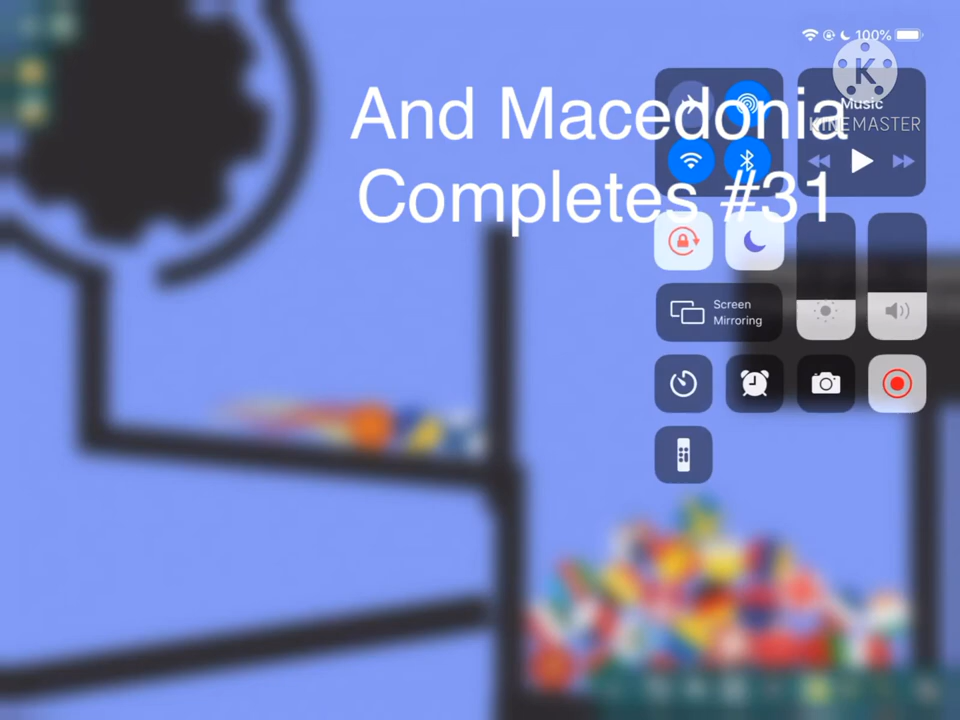 100%
And Macedonia
Completes #31
K
Music
KINEMASTER
Screen
Mirroring